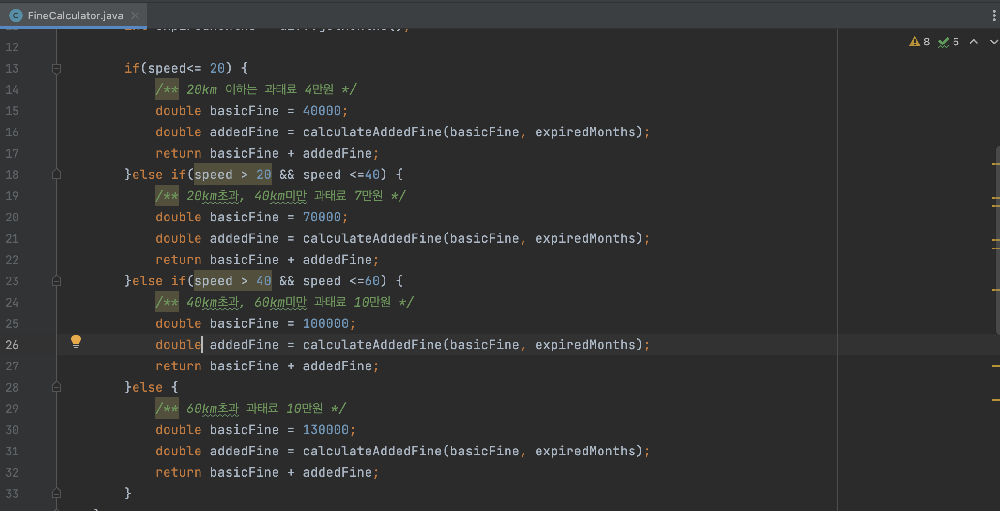 FineCalculator.java
8 5
12
13 if(speed<= 20) {
14 /** 20km 이하는 과태료 4만원 */
15 double basicFine = 40000;
16 double addedFine = calculateAddedFine(basicFine, expiredMonths);
17 return basicFine + addedFine;
18 }else if(speed > 20 && speed <=40) {
19 /** 20km초과, 40km미만 과태료 7만원 */
20 double basicFine = 70000;
21 double addedFine = calculateAddedFine(basicFine, expiredMonths);
22 return basicFine + addedFine;
23 }else if(speed > 40 && speed <=60) {
24 /** 40km초과, 60km미만 과태료 10만원 */
25 double basicFine = 100000;
26 double addedFine = calculateAddedFine(basicFine, expiredMonths);
27 return basicFine + addedFine;
28 }else {
29 /** 60km초과 과태료 10만원 */
30 double basicFine = 130000;
31 double addedFine = calculateAddedFine(basicFine, expiredMonths);
32 return basicFine + addedFine;
33 }